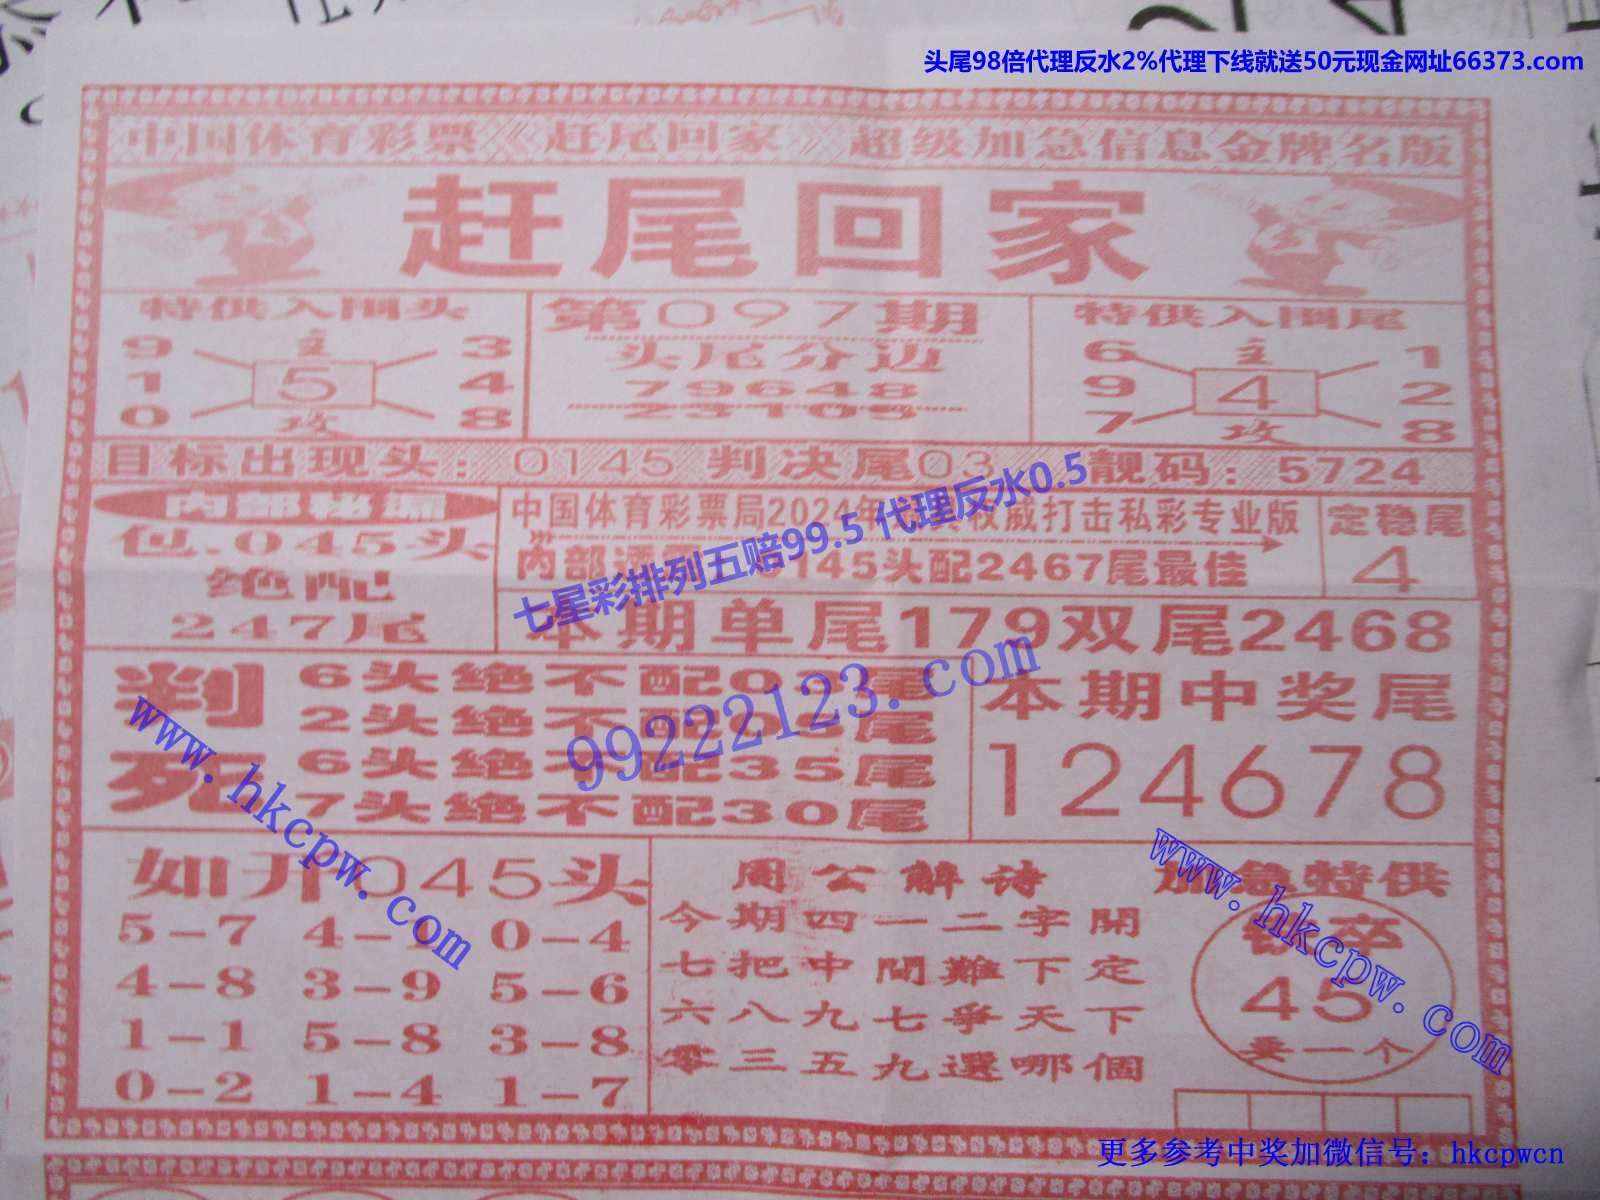 头尾98倍代理反水2%代理下线就送50元现金网址66373.com
中国体育彩票《赶尾回家》超级加急信息金牌名版
赶尾回家
特供入围头
9 主 3
1 5 4
0 攻 8
第097期
头尾分边
79648
23105
特供入围尾
6 主 1
9 4 2
7 攻 8
目标出现头：0145 判决尾03 靓码：5724
内部
包.045头
绝配
247尾
中国体育彩票局2024年 权威打击私彩专业版
内部 145头配2467尾最佳
定稳尾
4
七星彩排列五赔99.5 代理反水0.5
本期单尾179双尾2468
判死
6头绝不配0 尾
2头绝不配0 尾
6头绝不配35尾
7头绝不配30尾
99222123.com
本期中奖尾
124678
www.hkcpw.com
如开045头
5-7 4- 0-4
4-8 3-9 5-6
1-1 5-8 3-8
0-2 1-4 1-7
周公解诗
今期四一二字開
七把中間難下定
六八九七爭天下
零三五九選哪個
加急特供
卒
45
卖一个
www.hkcpw.com
更多参考中奖加微信号：hkcpwcn